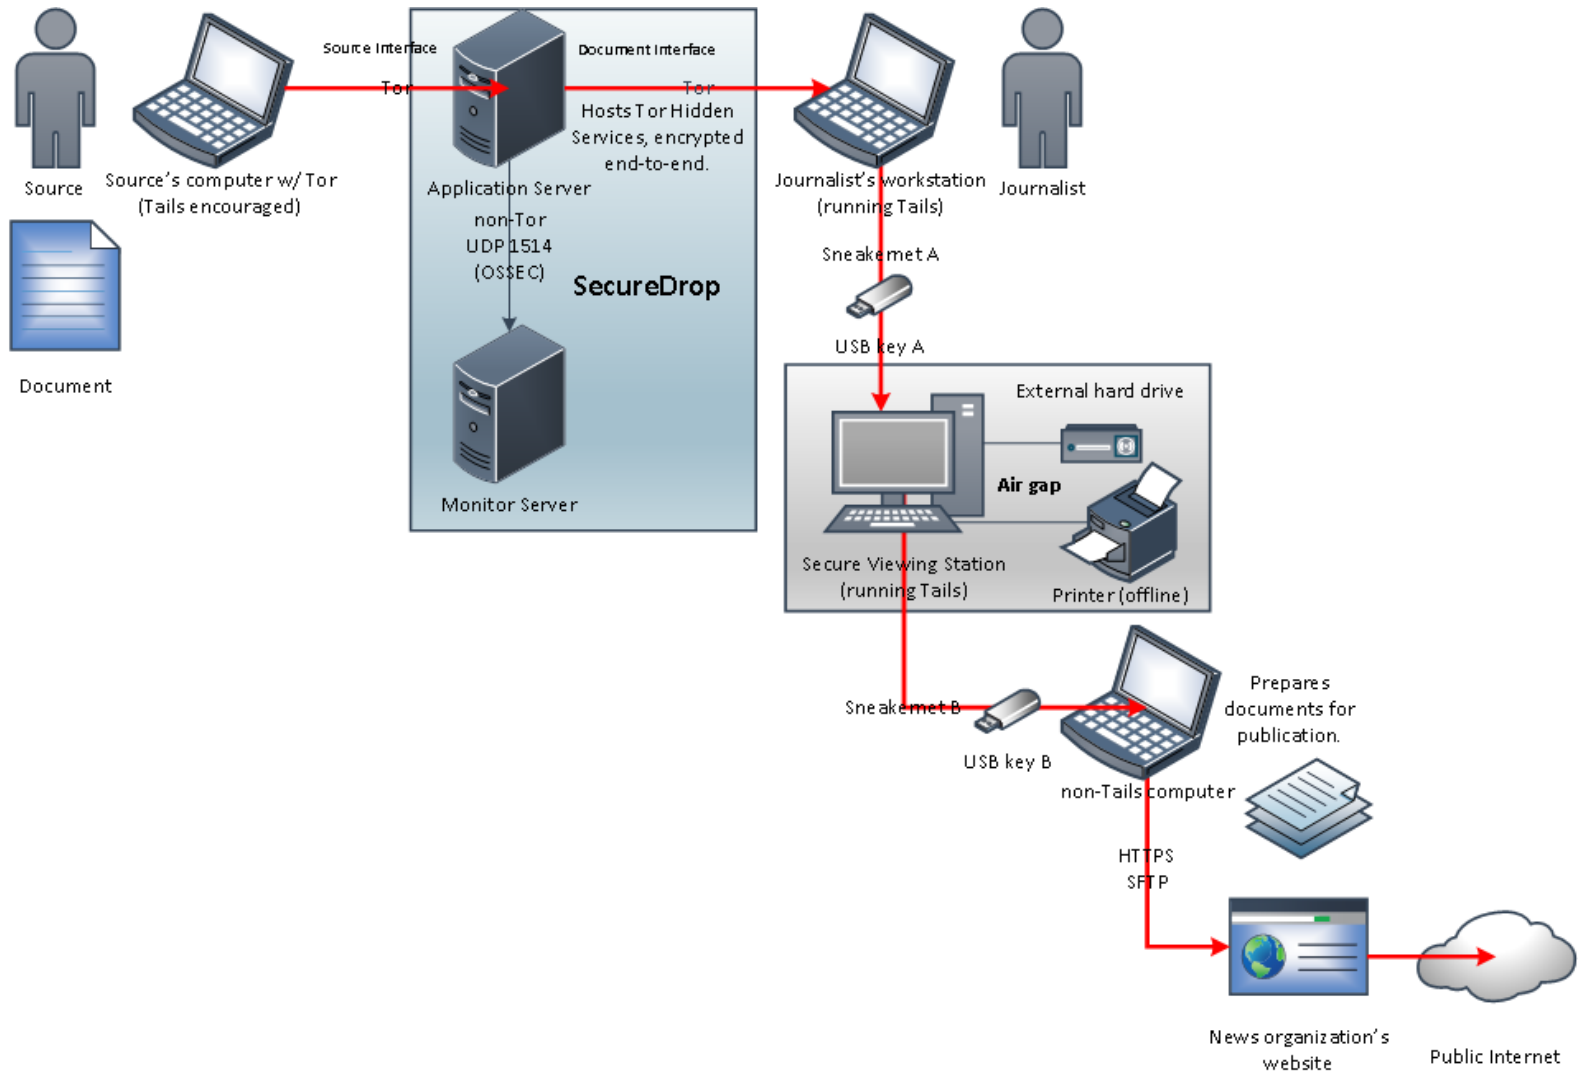 Source Interface
Tor
Document Interface
Tor
Hosts Tor Hidden
Services, encrypted
end-to-end.
Source
Source's computer w/ Tor
(Tails encouraged)
Application Server
Journalist's workstation
(running Tails)
Journalist
non-Tor
UDP 1514
(OSSEC)
SecureDrop
Sneakernet A
USB key A
Document
Monitor Server
External hard drive
Air gap
Secure Viewing Station
(running Tails)
Printer (offline)
Sneakernet B
USB key B
Prepares
documents for
publication.
non-Tails computer
HTTPS
SFTP
News organization's
website
Public Internet